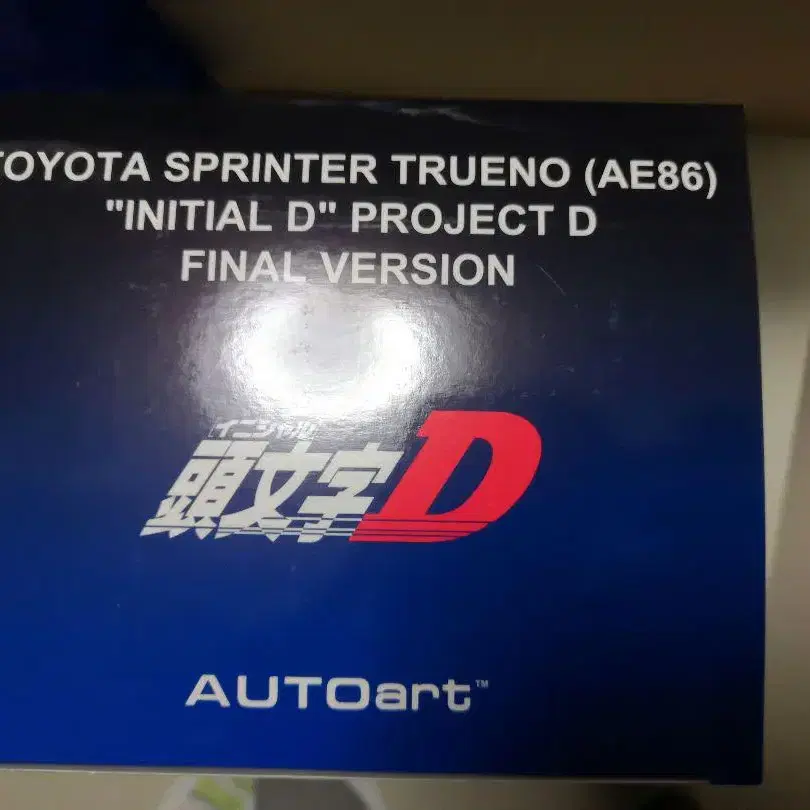 TOYOTA SPRINTER TRUENO (AE86)
"INITIAL D" PROJECT D
FINAL VERSION
イニシャル
頭文字D
AUTOart™